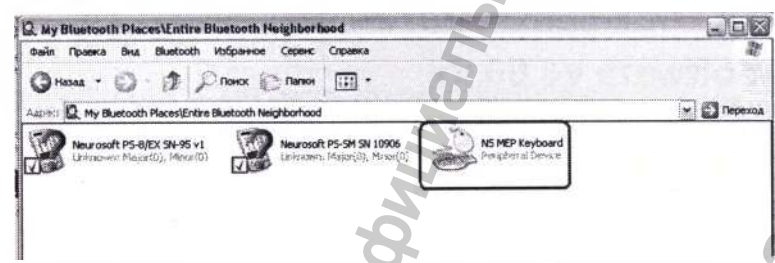 My Bluetooth Places\Entire Bluetooth Neighborhood
Файл Правка Вид Bluetooth Избранное Сервис Справка
Назад Поиск Папки
Адрес: My Bluetooth Places\Entire Bluetooth Neighborhood Переход
Neurosoft PS-8/EX SN-95 v1 Neurosoft PS-SM SN 10906 NS MEP Keyboard
Unknown: Major(0), Minor(0) Unknown: Major(0), Minor(0) Peripheral Device